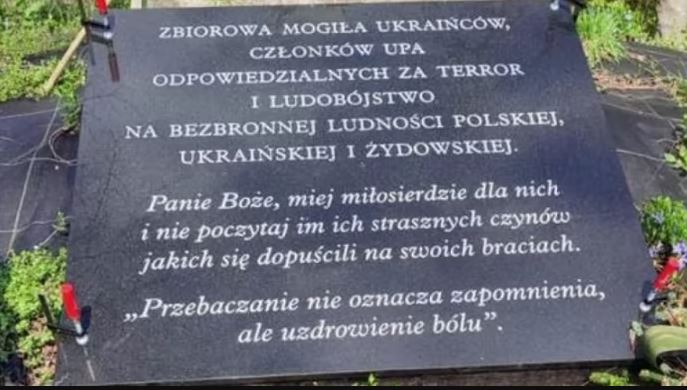 ZBIOROWA MOGIŁA UKRAIŃCÓW,
CZŁONKÓW UPA
ODPOWIEDZIALNYCH ZA TERROR
I LUDOBÓJSTWO
NA BEZBRONNEJ LUDNOŚCI POLSKIEJ,
UKRAIŃSKIEJ I ŻYDOWSKIEJ.
Panie Boże, miej miłosierdzie dla nich
i nie poczytaj im ich strasznych czynów
jakich się dopuścili na swoich braciach.
„Przebaczanie nie oznacza zapomnienia,
ale uzdrowienie bólu”.